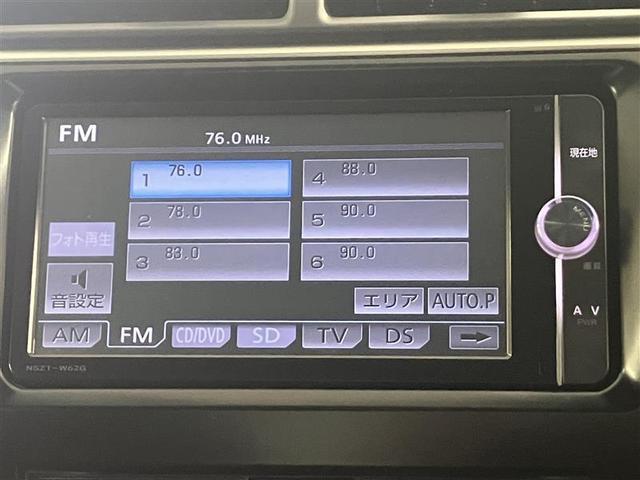 FM
76.0 MHz
現在地
1 76.0
4 88.0
2 78.0
5 90.0
3 83.0
6 90.0
フォト再生
音設定
エリア
AUTO.P
MENU
画面
A V
PWR
AM
FM
CD/DVD
SD
TV
DS
NSZT-W62G